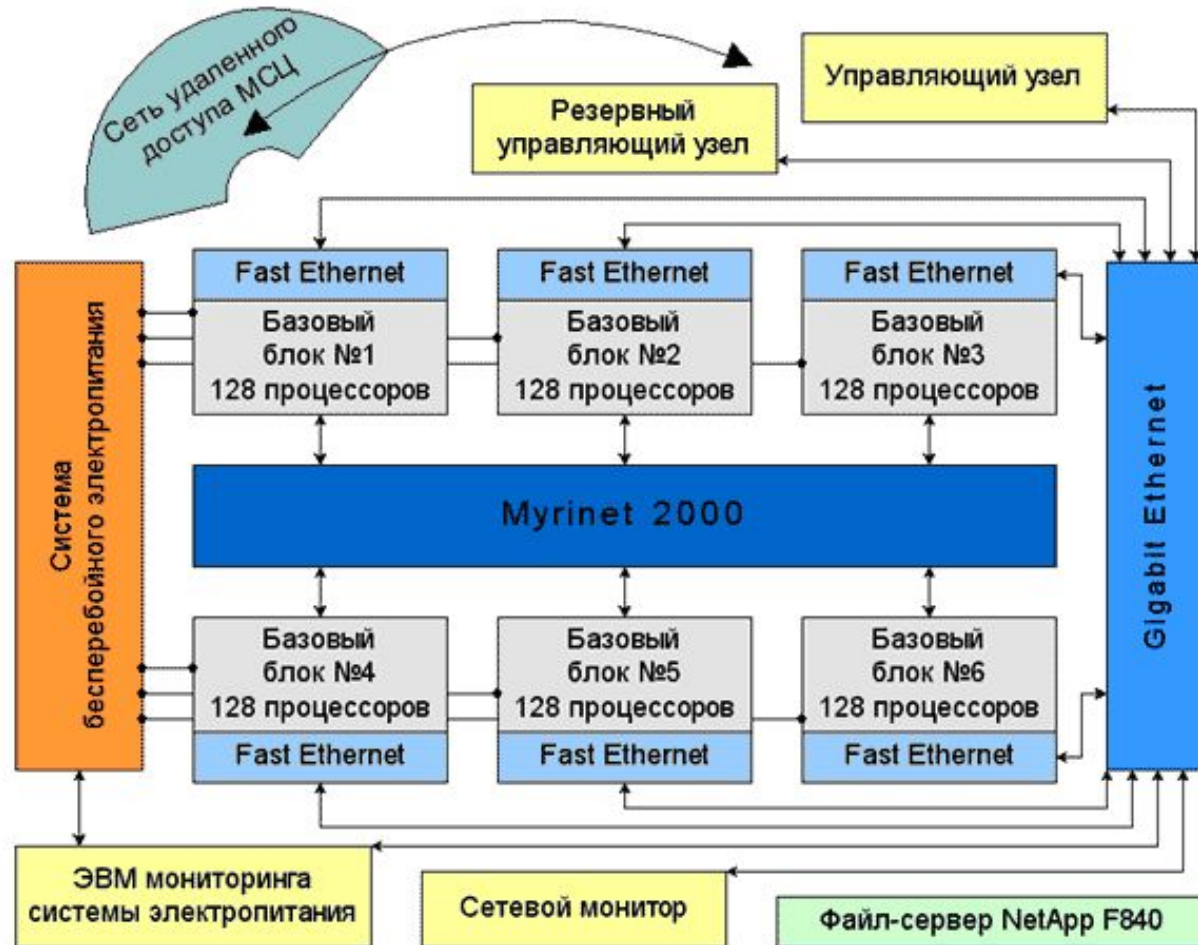 Сеть удаленного
доступа МСЦ
Управляющий узел
Резервный
управляющий узел
Fast Ethernet
Fast Ethernet
Fast Ethernet
Базовый
блок №1
128 процессоров
Базовый
блок №2
128 процессоров
Базовый
блок №3
128 процессоров
Система
бесперебойного электропитания
Myrinet 2000
Gigabit Ethernet
Базовый
блок №4
128 процессоров
Базовый
блок №5
128 процессоров
Базовый
блок №6
128 процессоров
Fast Ethernet
Fast Ethernet
Fast Ethernet
ЭВМ мониторинга
системы электропитания
Сетевой монитор
Файл-сервер NetApp F840